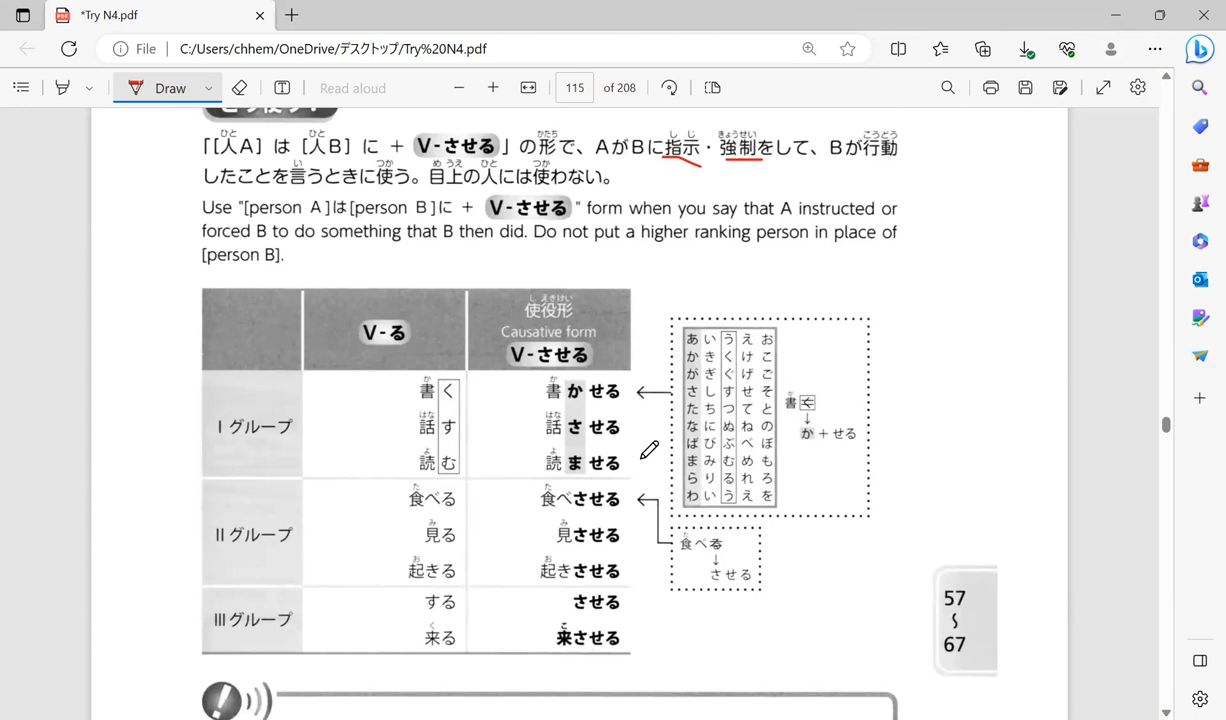 *Try N4.pdf
File
C:/Users/chhem/OneDrive/デスクトップ/Try%20N4.pdf
Draw
Read aloud
115
of 208
「[人A] は [人B] に + V-させる」の形で、AがBに指示・強制をして、Bが行動
したことを言うときに使う。目上の人には使わない。
Use "[person A]は[person B]に + V-させる" form when you say that A instructed or
forced B to do something that B then did. Do not put a higher ranking person in place of
[person B].
V-る
使役形
Causative form
V-させる
I グループ
書く
書かせる
話す
話させる
読む
読ませる
II グループ
食べる
食べさせる
見る
見させる
起きる
起きさせる
III グループ
する
させる
来る
来させる
あいうえお
かきくけこ
がぎぐげご
さしすせそ
たちつてと
なにぬねの
ばびぶべぼ
まみむめも
らりるれろ
わいうえを
書く
↓
か + せる
食べる
↓
させる
57
〜
67